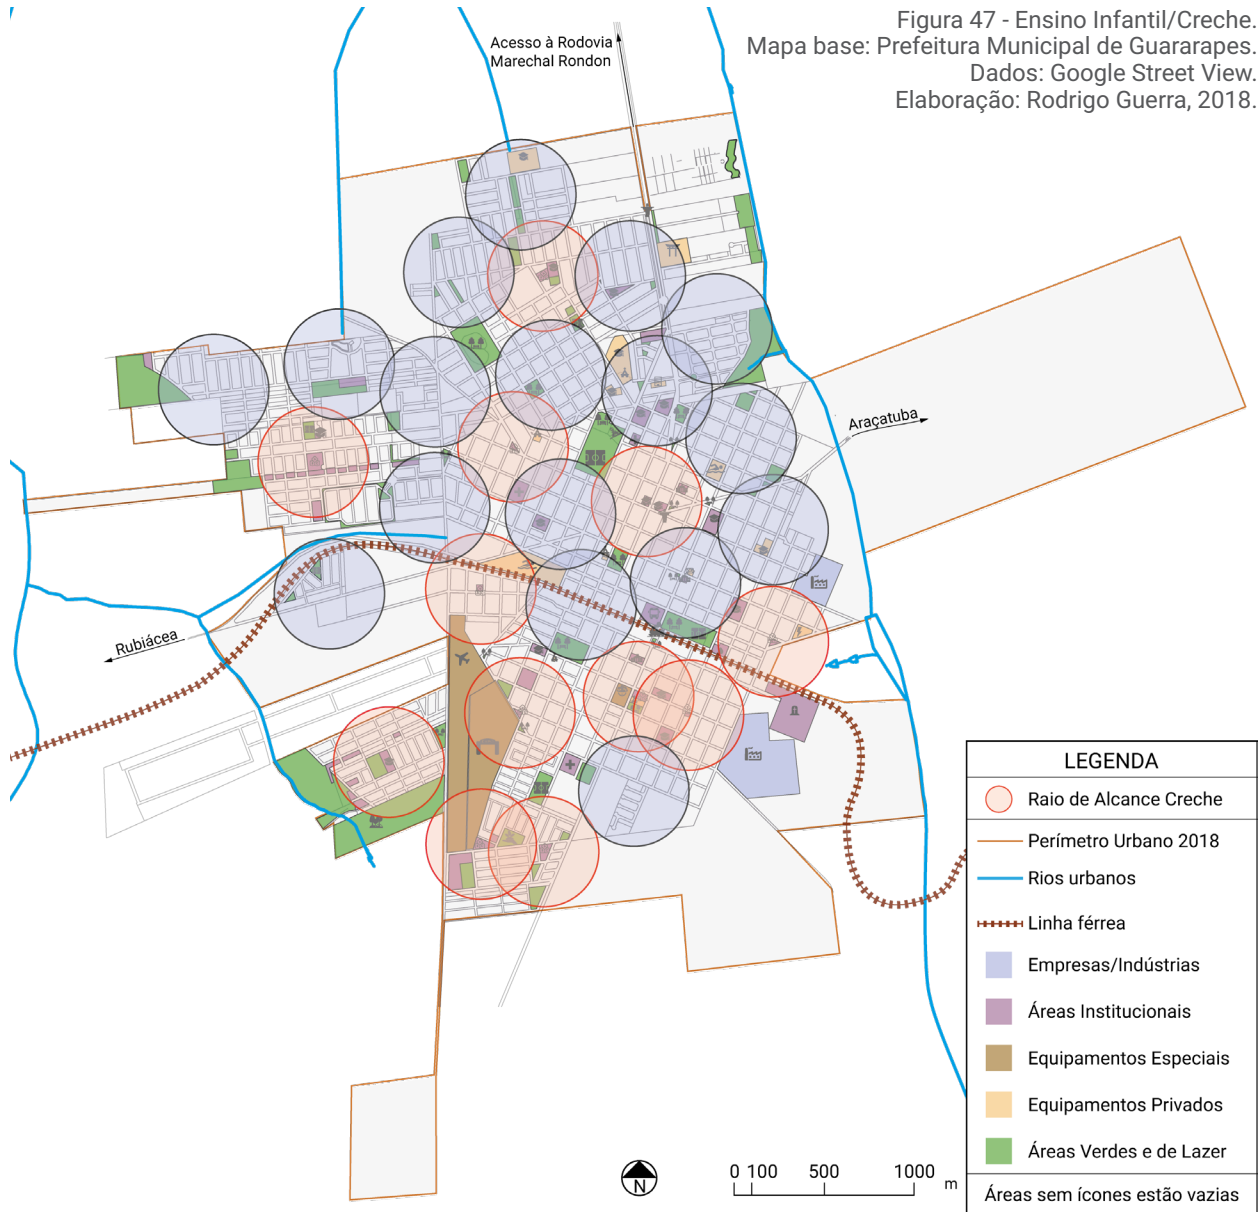 Figura 47 - Ensino Infantil/Creche.
Mapa base: Prefeitura Municipal de Guararapes.
Dados: Google Street View.
Elaboração: Rodrigo Guerra, 2018.
Acesso à Rodovia
Marechal Rondon
Araçatuba
Rubiácea
LEGENDA
Raio de Alcance Creche
Perímetro Urbano 2018
Rios urbanos
Linha férrea
Empresas/Indústrias
Áreas Institucionais
Equipamentos Especiais
Equipamentos Privados
Áreas Verdes e de Lazer
Áreas sem ícones estão vazias
N
0 100 500 1000 m